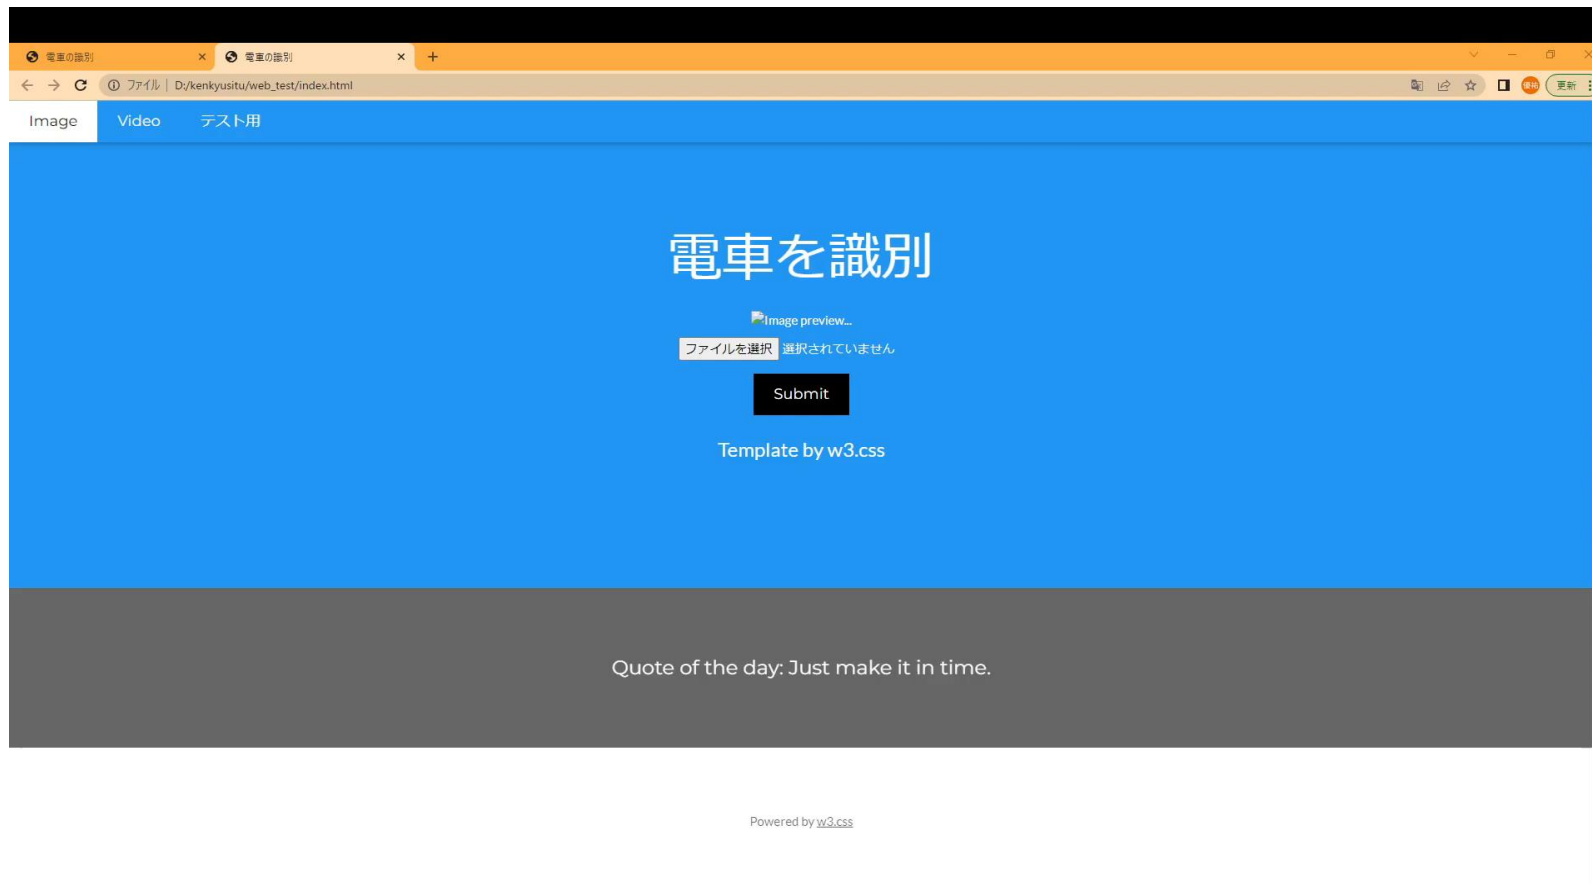 電車の識別
電車の識別
ファイル | D:/kenkyusitu/web_test/index.html
更新
Image Video テスト用
電車を識別
Image preview...
ファイルを選択 選択されていません
Submit
Template by w3.css
Quote of the day: Just make it in time.
Powered by w3.css